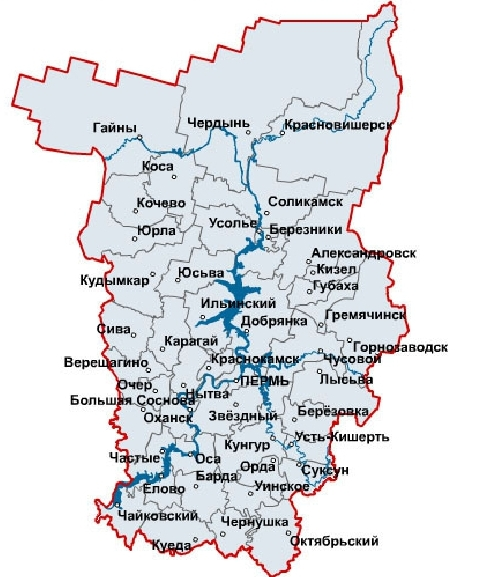 Чердынь
Гайны
Красновишерск
Коса
Кочево
Соликамск
Усолье
Юрла
Березники
Александровск
Кудымкар
Юсьва
Кизел
Губаха
Ильинский
Гремячинск
Добрянка
Сива
Карагай
Горнозаводск
Верещагино
Краснокамск
Чусовой
ПЕРМЬ
Лысьва
Очёр
Нытва
Большая Соснова
Оханск
Звёздный
Берёзовка
Кунгур
Усть-Кишерть
Частые
Оса
Орда
Суксун
Барда
Уинское
Елово
Чайковский
Чернушка
Куеда
Октябрьский